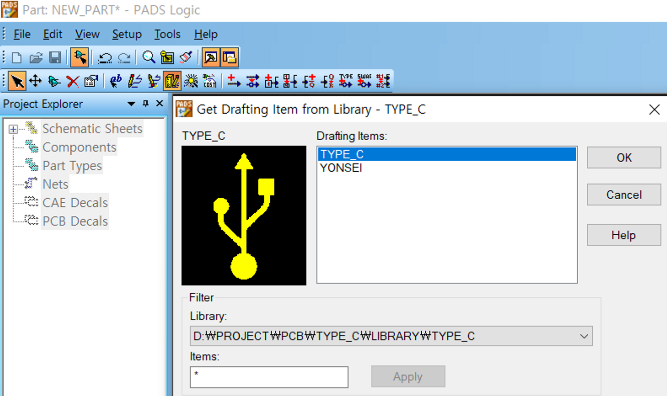 Part: NEW_PART* - PADS Logic
File Edit View Setup Tools Help
Project Explorer
Schematic Sheets
Components
Part Types
Nets
CAE Decals
PCB Decals
Get Drafting Item from Library - TYPE_C
TYPE_C
Drafting Items:
TYPE_C
YONSEI
OK
Cancel
Help
Filter
Library:
D:₩PROJECT₩PCB₩TYPE_C₩LIBRARY₩TYPE_C
Items:
*
Apply